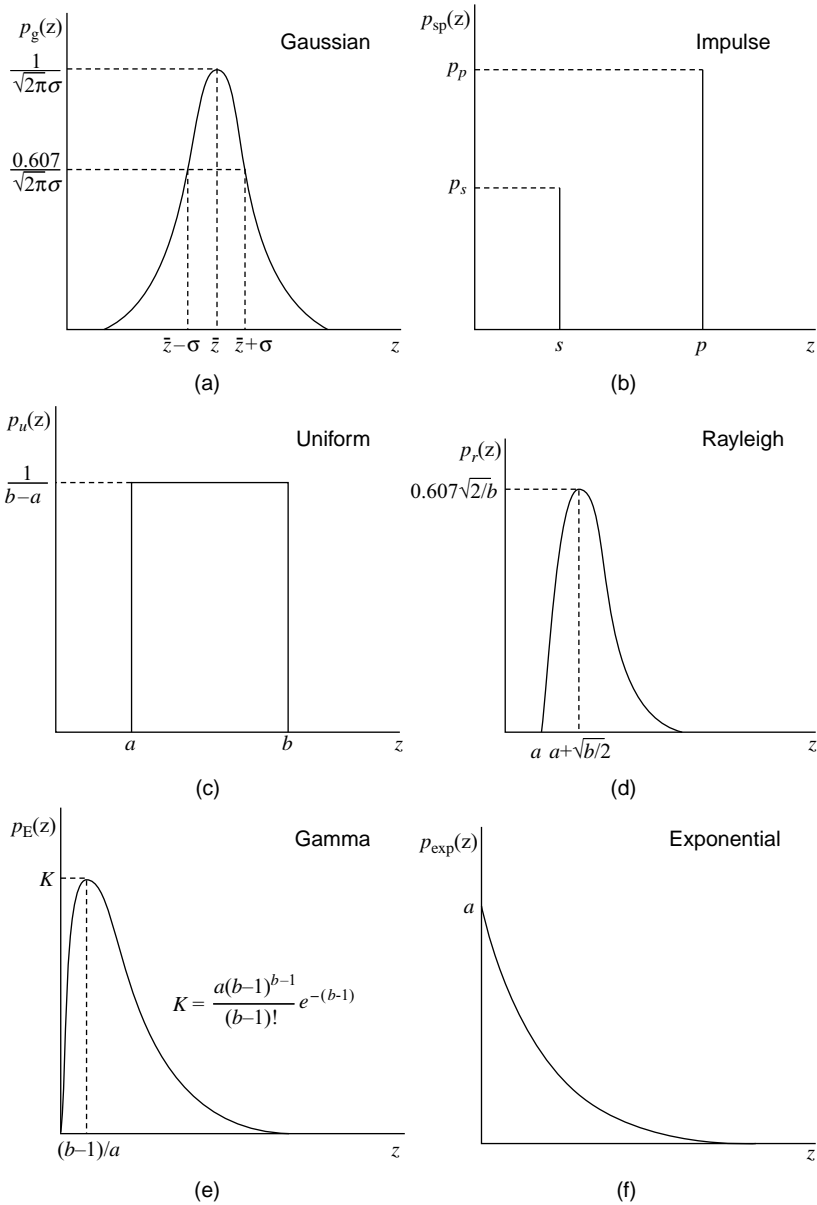 p_g(z)
Gaussian
1/√2πσ
0.607/√2πσ
z̄–σ z̄ z̄+σ z
(a)
p_sp(z)
Impulse
p_p
p_s
s p z
(b)
p_u(z)
Uniform
1/b–a
a b z
(c)
p_r(z)
Rayleigh
0.607√2/b
a a+√b/2 z
(d)
p_E(z)
Gamma
K
K = a(b–1)^b–1/(b–1)! e^–(b-1)
(b–1)/a z
(e)
p_exp(z)
Exponential
a
z
(f)